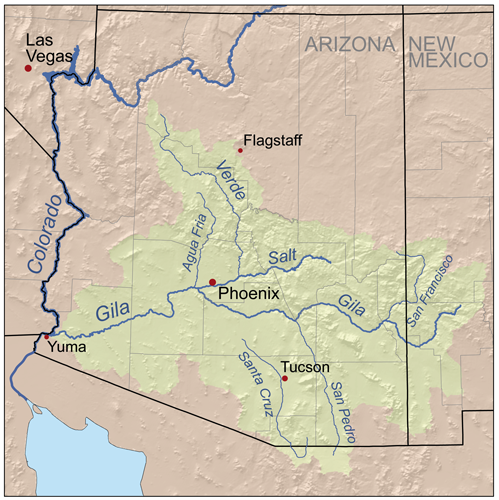 Las
Vegas
ARIZONA
NEW
MEXICO
Flagstaff
Verde
Agua Fria
Colorado
Salt
San Francisco
Phoenix
Gila
Gila
Yuma
Tucson
Santa Cruz
San Pedro